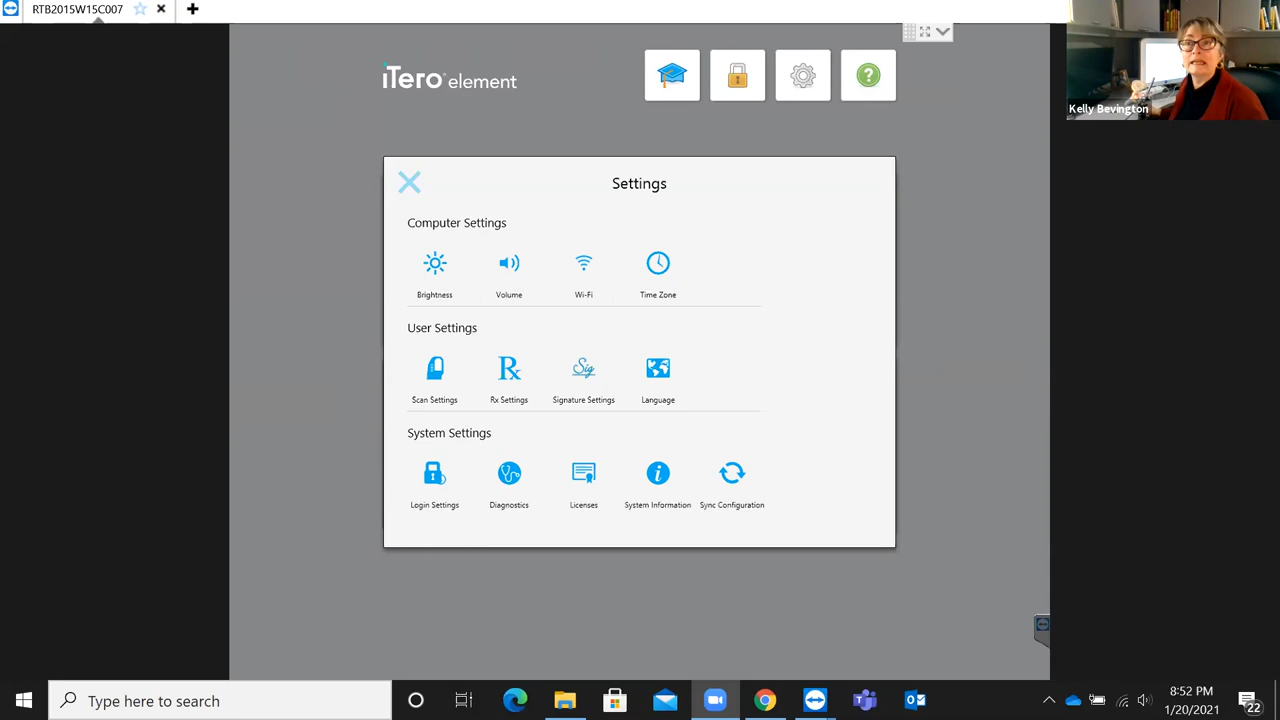 RTB2015W15C007
iTero element
Kelly Bevington
Settings
Computer Settings
Brightness
Volume
Wi-Fi
Time Zone
User Settings
Rx
Sig
Scan Settings
Rx Settings
Signature Settings
Language
System Settings
Login Settings
Diagnostics
Licenses
System Information
Sync Configuration
Type here to search
8:52 PM
1/20/2021
22